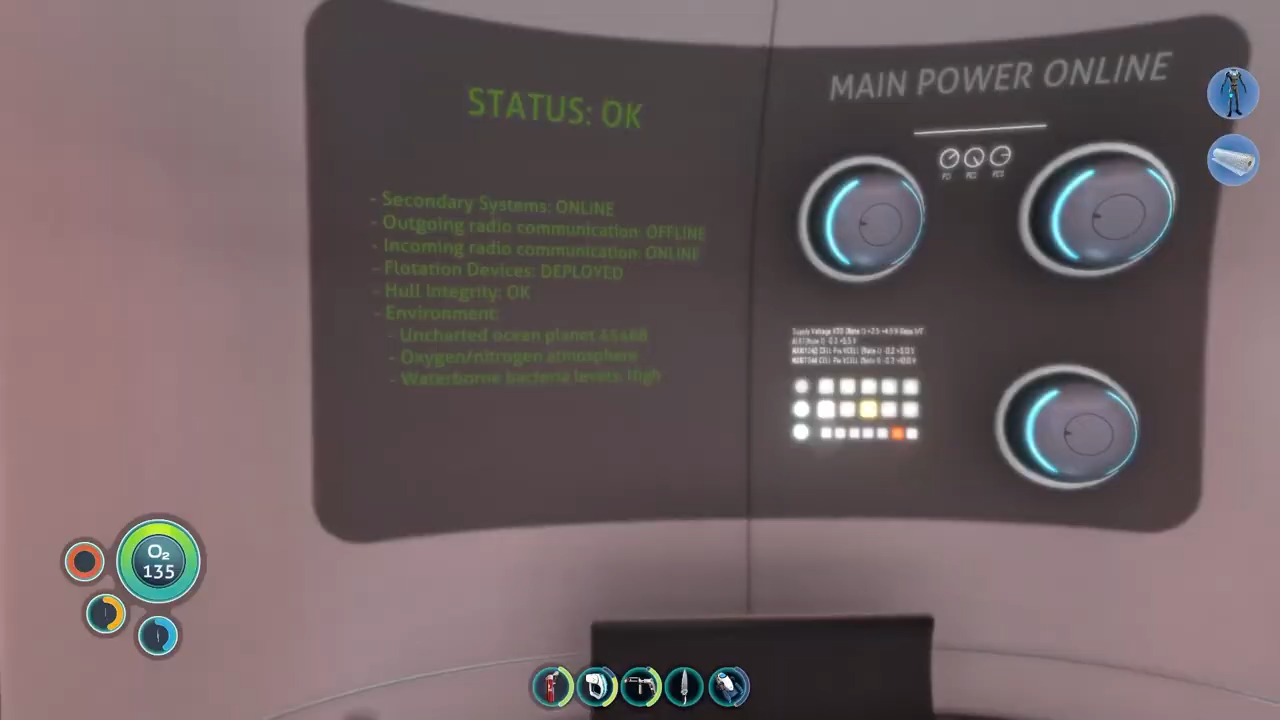 STATUS: OK
- Secondary Systems: ONLINE
- Outgoing radio communication: OFFLINE
- Incoming radio communication: ONLINE
- Flotation Devices: DEPLOYED
- Hull Integrity: OK
- Environment:
- Uncharted ocean planet
- Oxygen/nitrogen atmosphere
- Waterborne bacteria levels: High
MAIN POWER ONLINE
O₂
135